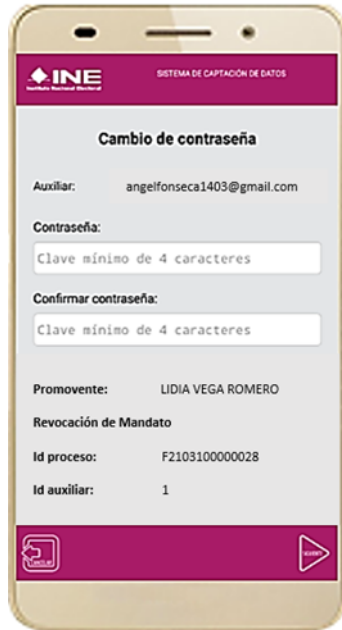 INE
Instituto Nacional Electoral
SISTEMA DE CAPTACIÓN DE DATOS
Cambio de contraseña
Auxiliar: angelfonseca1403@gmail.com
Contraseña:
Clave mínimo de 4 caracteres
Confirmar contraseña:
Clave mínimo de 4 caracteres
Promovente: LIDIA VEGA ROMERO
Revocación de Mandato
Id proceso: F2103100000028
Id auxiliar: 1
CANCELAR
SIGUIENTE